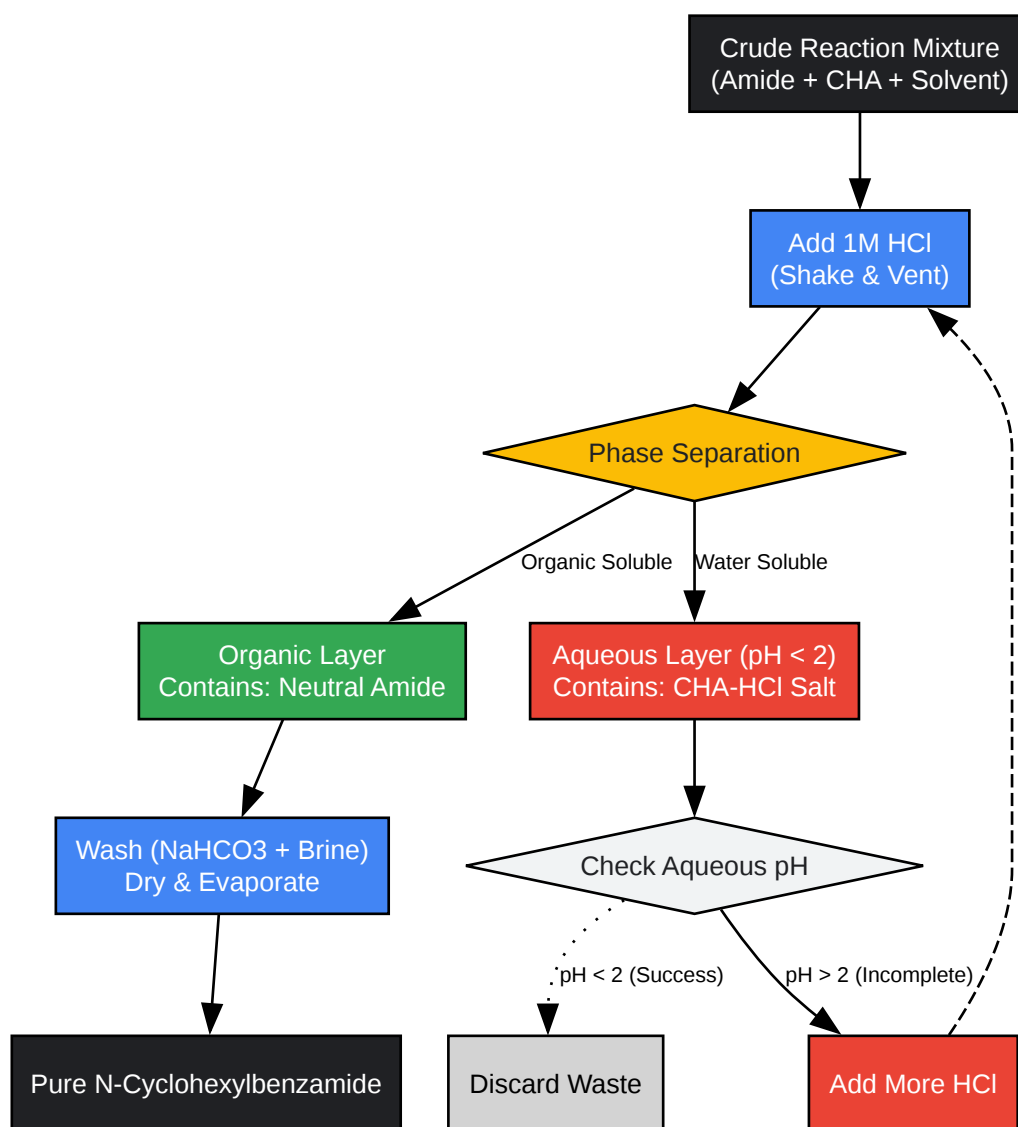 Crude Reaction Mixture
(Amide + CHA + Solvent)
Add 1M HCl
(Shake & Vent)
Phase Separation
Organic Soluble
Water Soluble
Organic Layer
Contains: Neutral Amide
Aqueous Layer (pH < 2)
Contains: CHA-HCl Salt
Wash (NaHCO3 + Brine)
Dry & Evaporate
Check Aqueous pH
pH < 2 (Success)
pH > 2 (Incomplete)
Pure N-Cyclohexylbenzamide
Discard Waste
Add More HCl